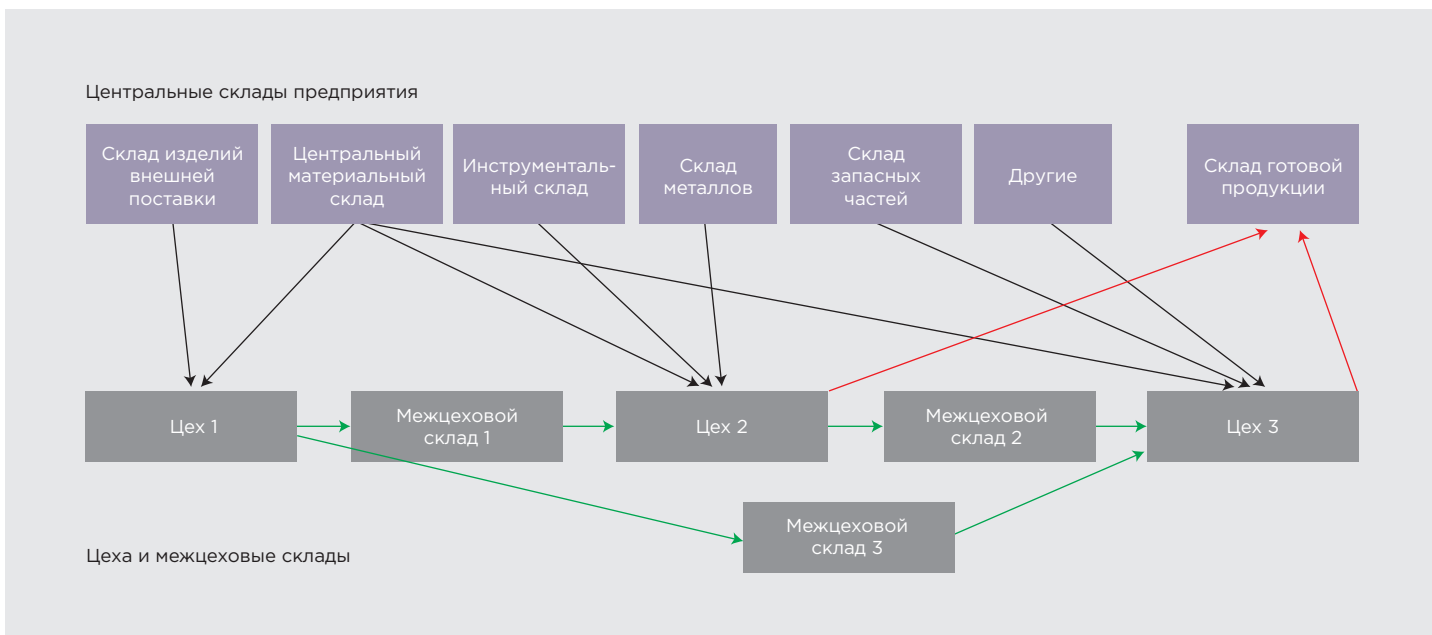 Центральные склады предприятия
Склад изделий
внешней
поставки
Центральный
материальный
склад
Инструменталь-
ный склад
Склад
металлов
Склад
запасных
частей
Другие
Склад готовой
продукции
Цех 1
Межцеховой
склад 1
Цех 2
Межцеховой
склад 2
Цех 3
Межцеховой
склад 3
Цеха и межцеховые склады